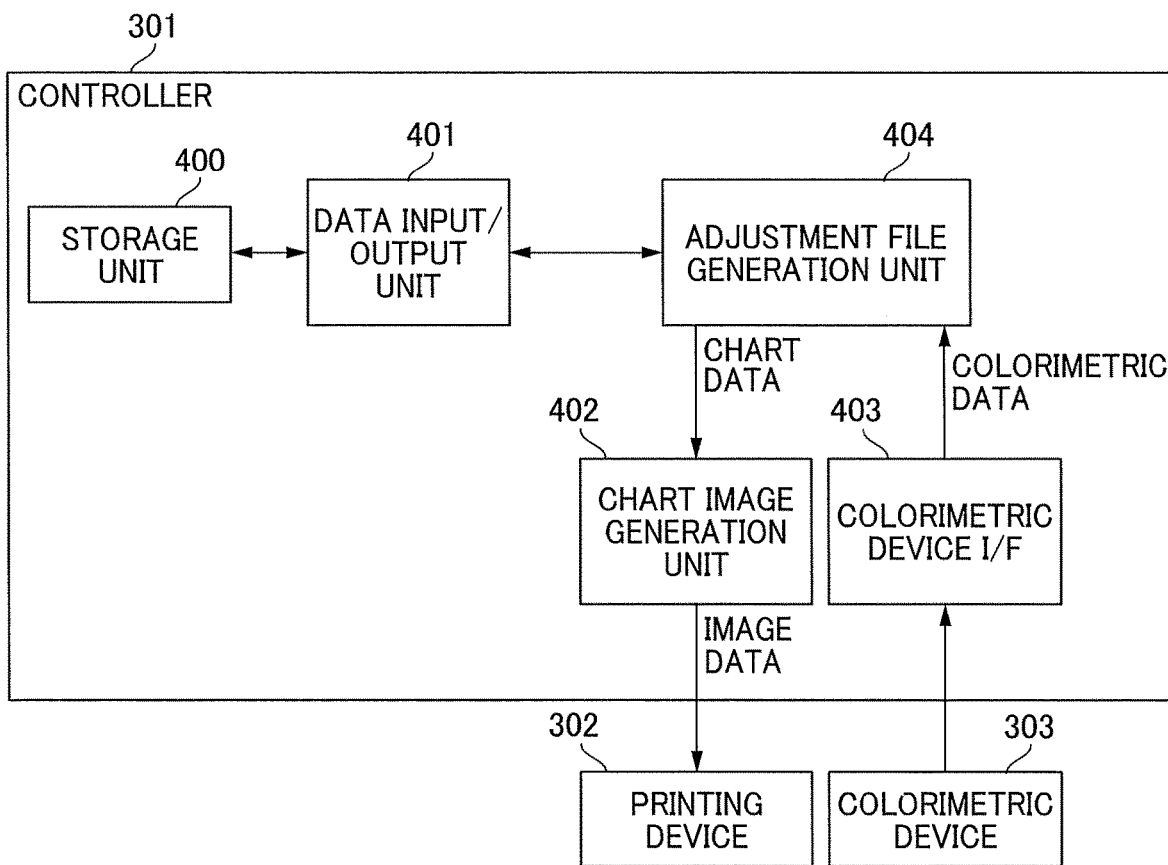 301
CONTROLLER
400
401
404
STORAGE
UNIT
DATA INPUT/
OUTPUT
UNIT
ADJUSTMENT FILE
GENERATION UNIT
CHART
DATA
COLORIMETRIC
DATA
402
403
CHART IMAGE
GENERATION
UNIT
COLORIMETRIC
DEVICE I/F
IMAGE
DATA
302
303
PRINTING
DEVICE
COLORIMETRIC
DEVICE